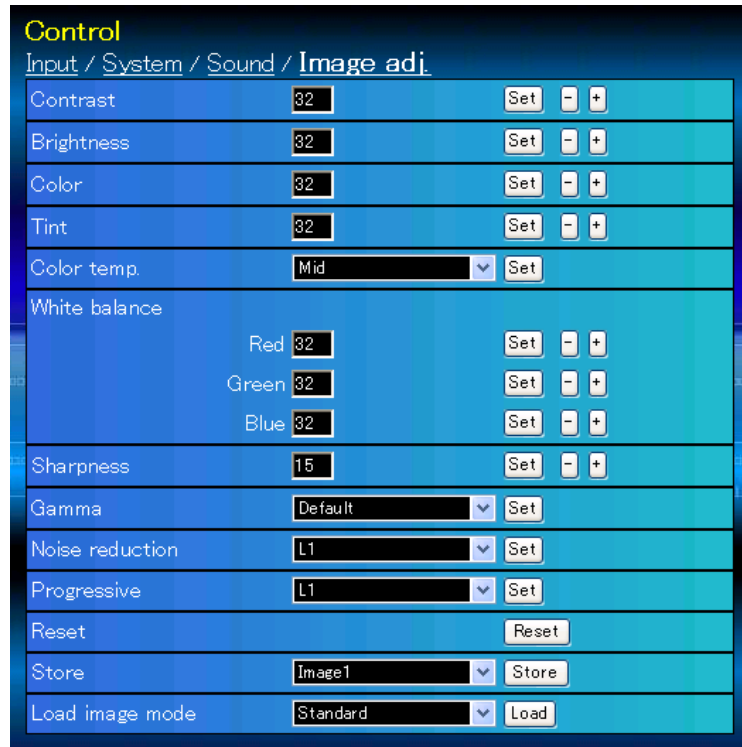 Control
Input / System / Sound / Image adj.
Contrast 32 Set - +
Brightness 32 Set - +
Color 32 Set - +
Tint 32 Set - +
Color temp. Mid Set
White balance
Red 32 Set - +
Green 32 Set - +
Blue 32 Set - +
Sharpness 15 Set - +
Gamma Default Set
Noise reduction L1 Set
Progressive L1 Set
Reset Reset
Store Image1 Store
Load image mode Standard Load